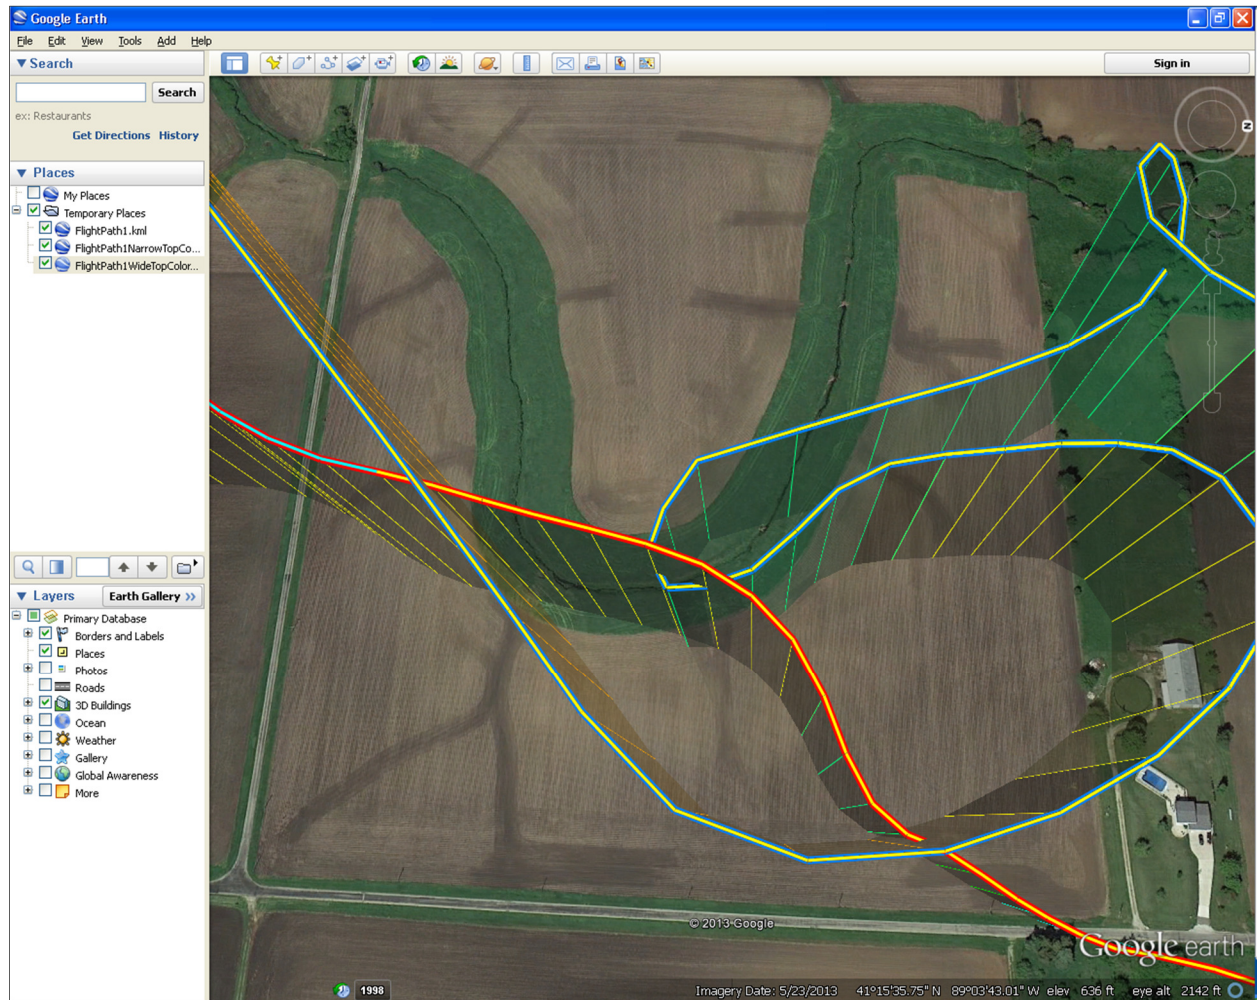 Google Earth
File Edit View Tools Add Help
Search
Sign in
Search
ex: Restaurants
Get Directions History
Places
My Places
Temporary Places
FlightPath1.kml
FlightPath1NarrowTopCo...
FlightPath1WideTopColor...
Layers
Earth Gallery >>
Primary Database
Borders and Labels
Places
Photos
Roads
3D Buildings
Ocean
Weather
Gallery
Global Awareness
More
N
© 2013 Google
Google earth
1998
Imagery Date: 5/23/2013 41°15'35.75" N 89°03'43.01" W elev 636 ft eye alt 2142 ft